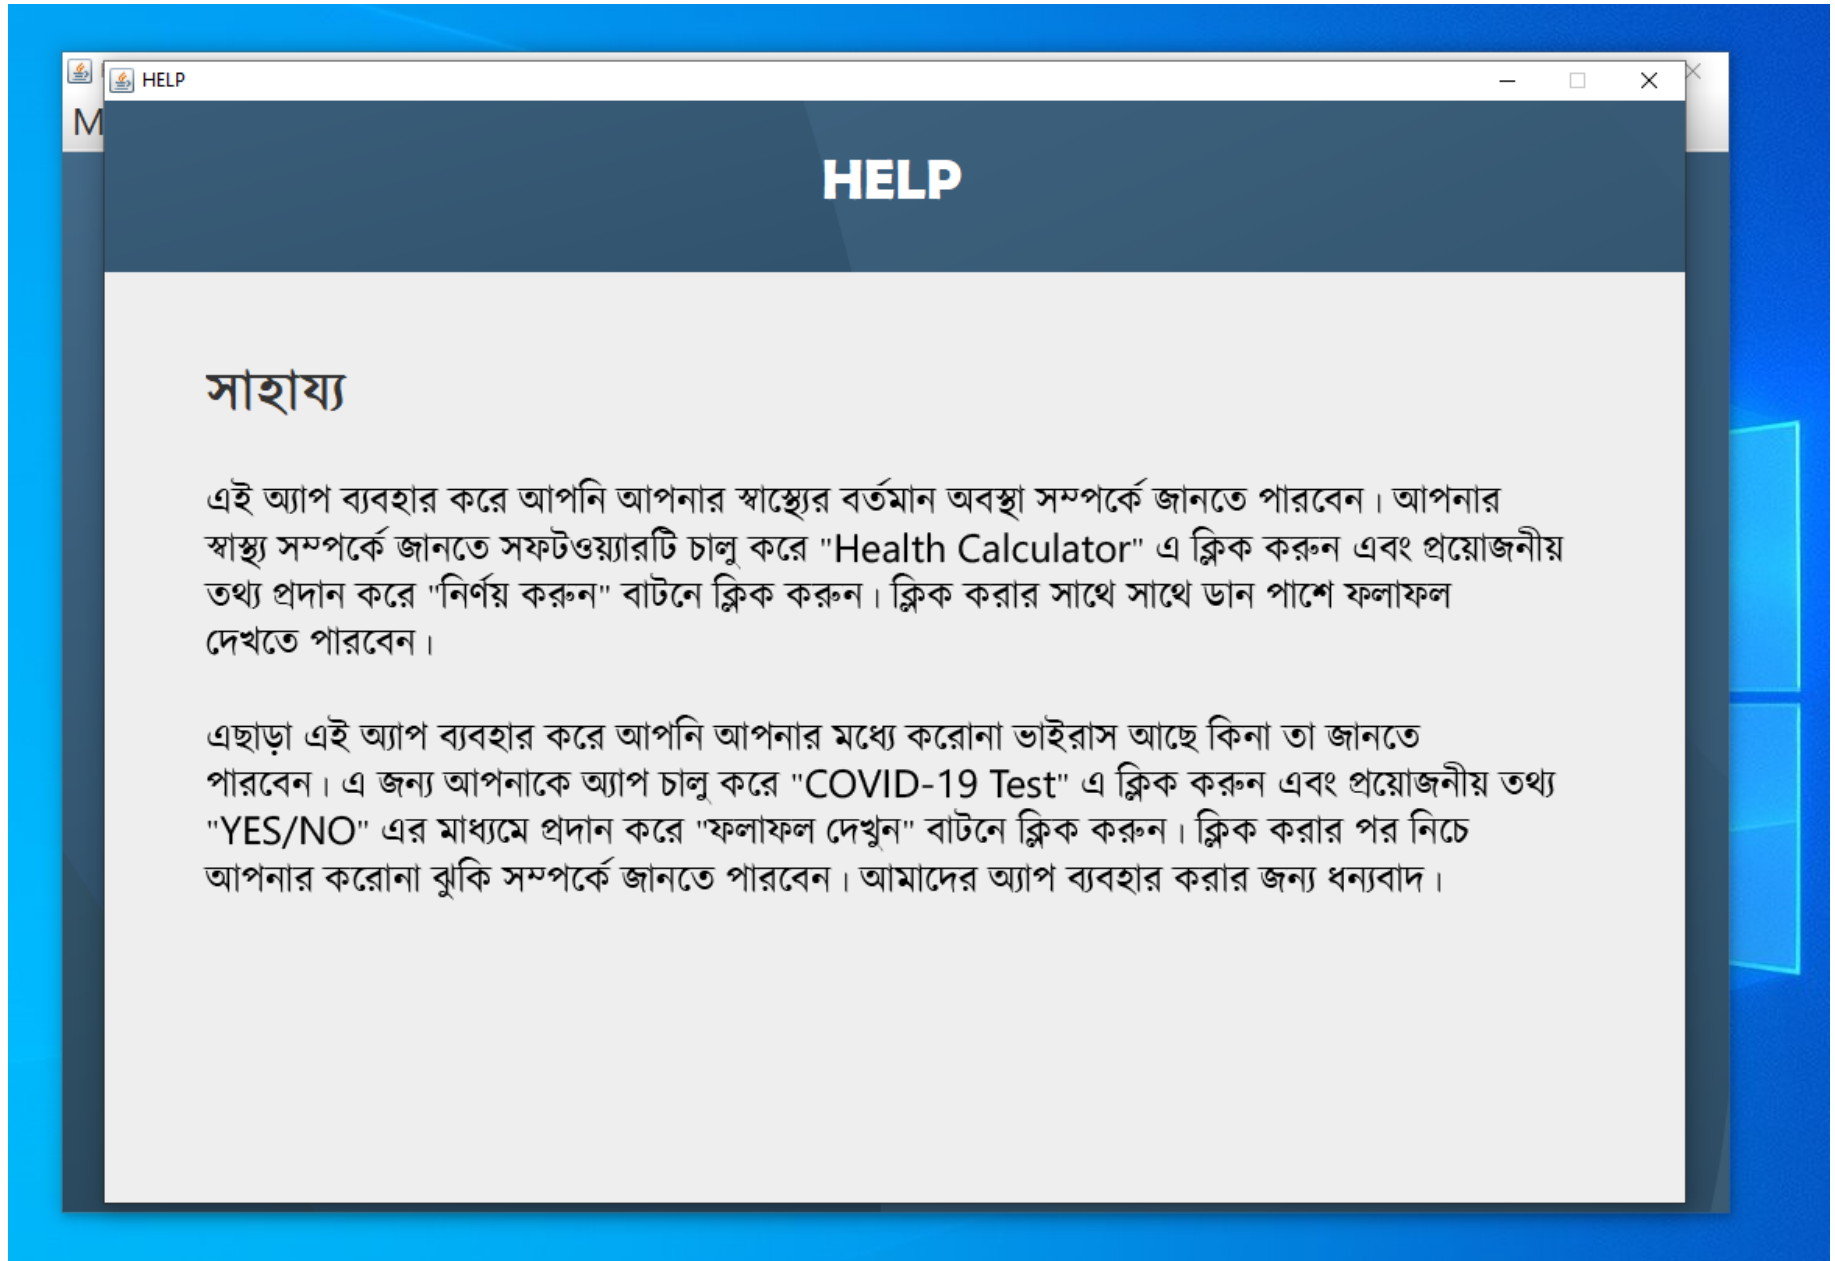 HELP
M
HELP
সাহায্য
এই অ্যাপ ব্যবহার করে আপনি আপনার স্বাস্থ্যের বর্তমান অবস্থা সম্পর্কে জানতে পারবেন। আপনার
স্বাস্থ্য সম্পর্কে জানতে সফটওয়্যারটি চালু করে "Health Calculator" এ ক্লিক করুন এবং প্রয়োজনীয়
তথ্য প্রদান করে "নির্ণয় করুন" বাটনে ক্লিক করুন। ক্লিক করার সাথে সাথে ডান পাশে ফলাফল
দেখতে পারবেন।
এছাড়া এই অ্যাপ ব্যবহার করে আপনি আপনার মধ্যে করোনা ভাইরাস আছে কিনা তা জানতে
পারবেন। এ জন্য আপনাকে অ্যাপ চালু করে "COVID-19 Test" এ ক্লিক করুন এবং প্রয়োজনীয় তথ্য
"YES/NO" এর মাধ্যমে প্রদান করে "ফলাফল দেখুন" বাটনে ক্লিক করুন। ক্লিক করার পর নিচে
আপনার করোনা ঝুকি সম্পর্কে জানতে পারবেন। আমাদের অ্যাপ ব্যবহার করার জন্য ধন্যবাদ।